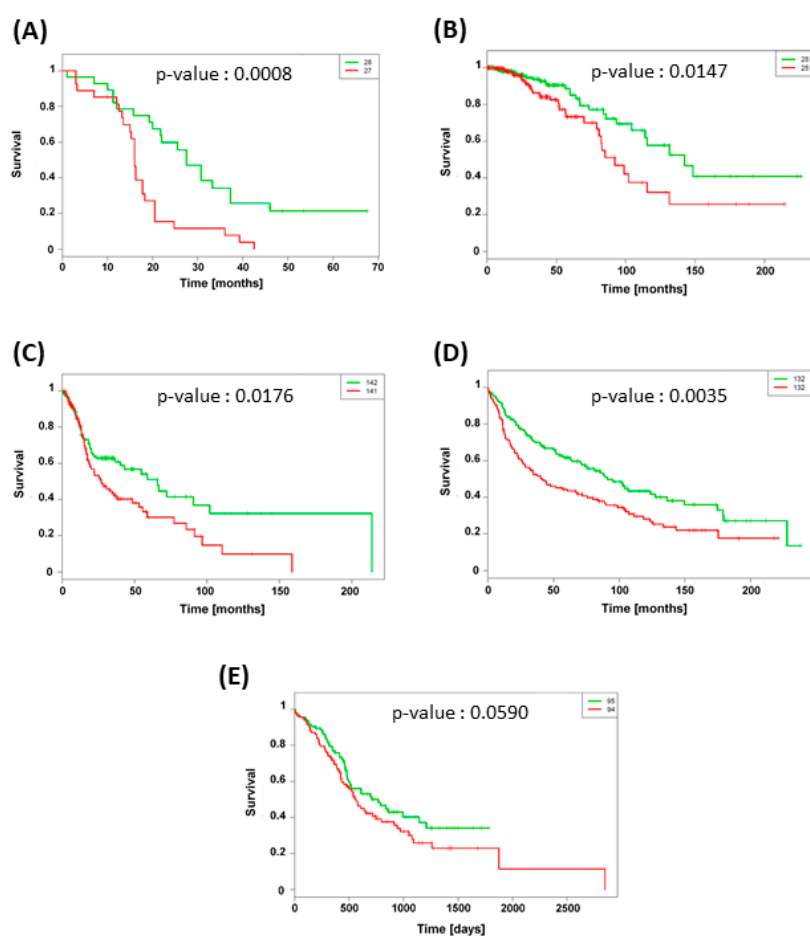 (A)
28
27
p-value : 0.0008
1
0.8
0.6
0.4
0.2
0
Survival
0 10 20 30 40 50 60 70
Time [months]
(B)
25
25
p-value : 0.0147
1
0.8
0.6
0.4
0.2
0
Survival
0 50 100 150 200
Time [months]
(C)
142
141
p-value : 0.0176
1
0.8
0.6
0.4
0.2
0
Survival
0 50 100 150 200
Time [months]
(D)
132
132
p-value : 0.0035
1
0.8
0.6
0.4
0.2
0
Survival
0 50 100 150 200
Time [months]
(E)
95
94
p-value : 0.0590
1
0.8
0.6
0.4
0.2
0
Survival
0 500 1000 1500 2000 2500
Time [days]